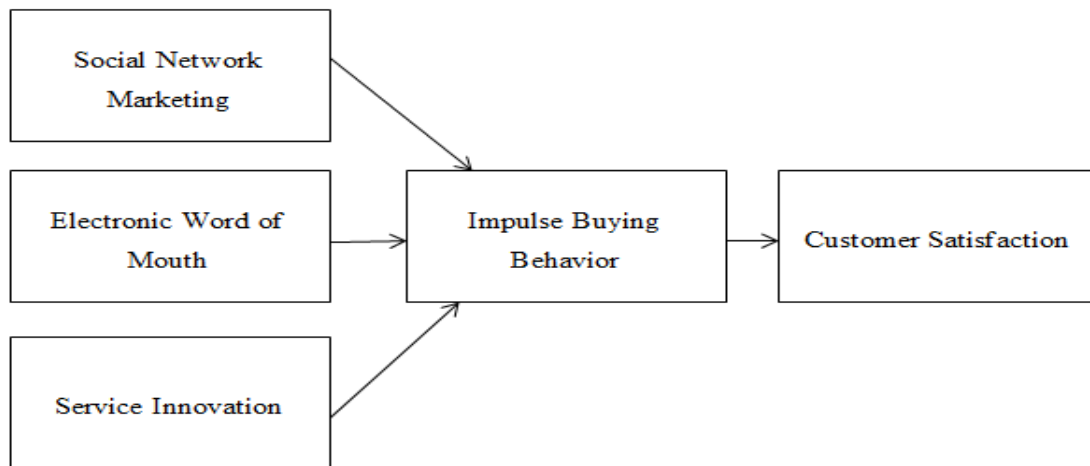 Social Network
Marketing
Electronic Word of
Mouth
Impulse Buying
Behavior
Customer Satisfaction
Service Innovation